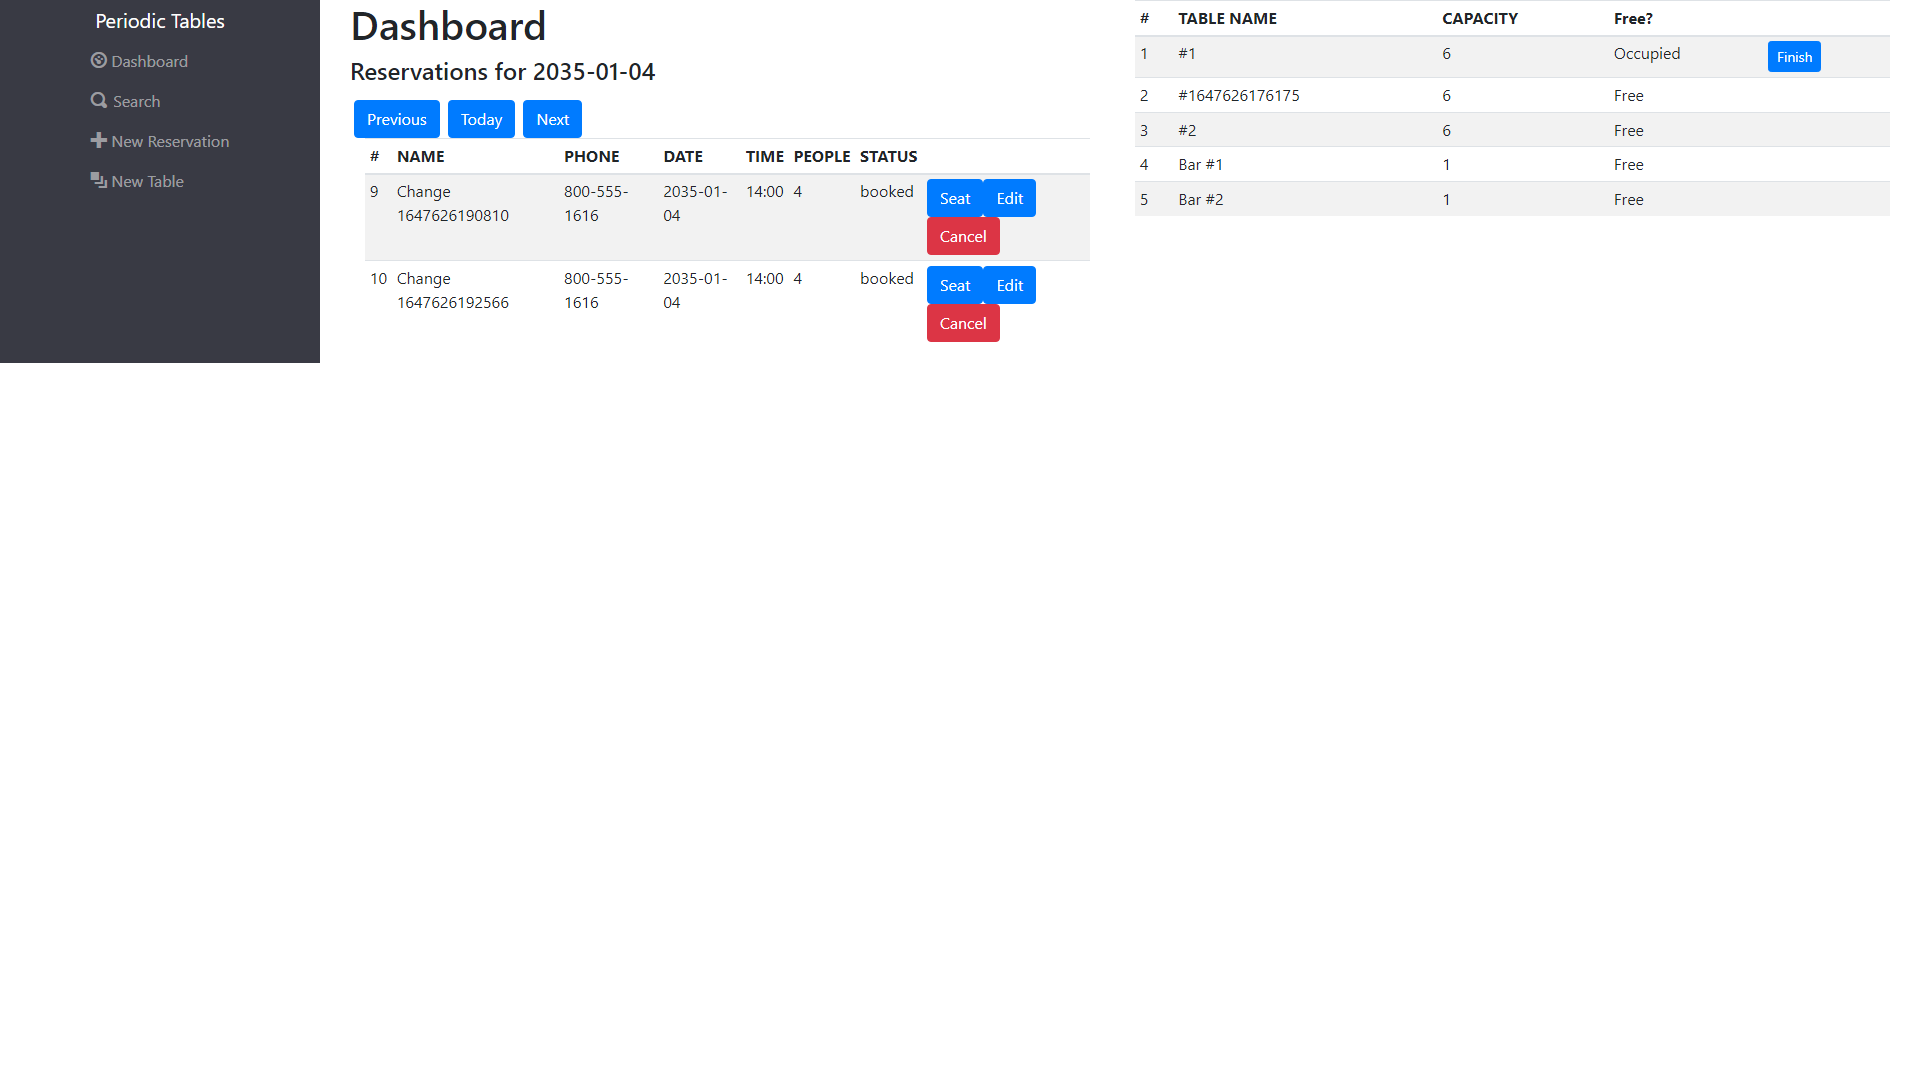 Periodic Tables
Dashboard
Search
New Reservation
New Table
Dashboard
Reservations for 2035-01-04
Previous Today Next
# NAME PHONE DATE TIME PEOPLE STATUS
9 Change 800-555- 2035-01- 14:00 4 booked Seat Edit
1647626190810 1616 04
Cancel
10 Change 800-555- 2035-01- 14:00 4 booked Seat Edit
1647626192566 1616 04
Cancel
# TABLE NAME CAPACITY Free?
1 #1 6 Occupied Finish
2 #1647626176175 6 Free
3 #2 6 Free
4 Bar #1 1 Free
5 Bar #2 1 Free